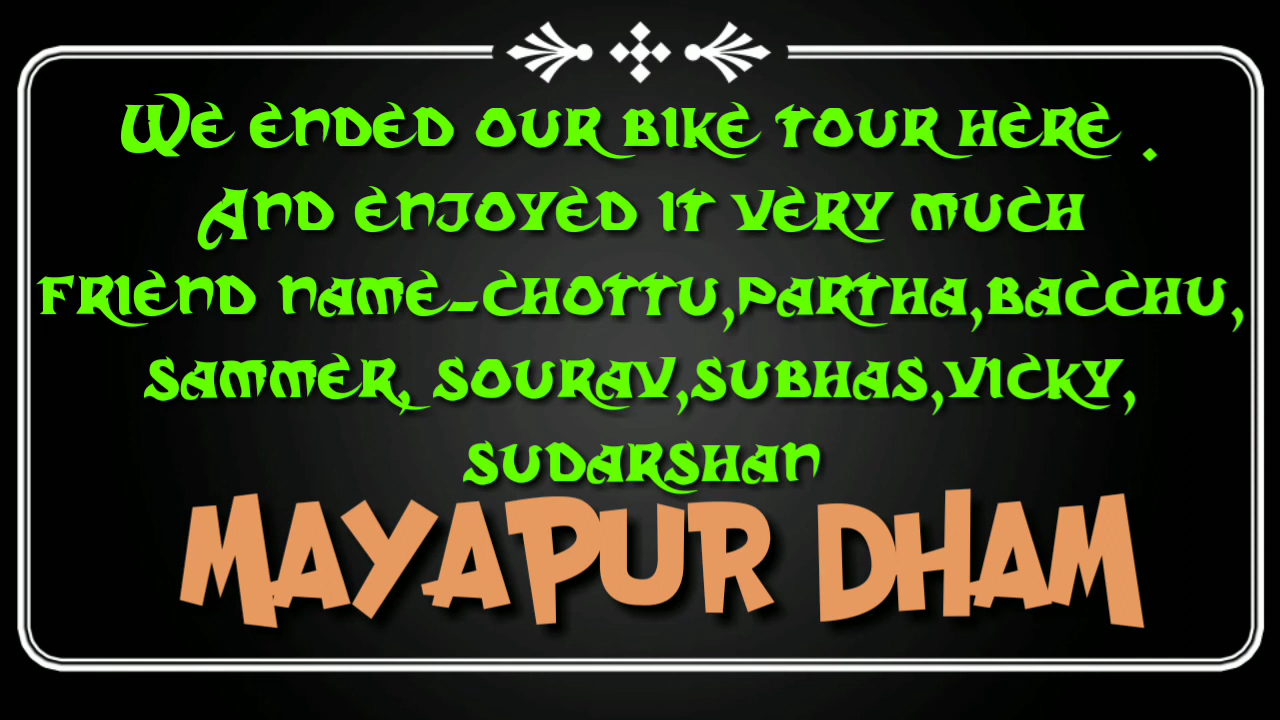 We ended our bike tour here .
And enjoyed it very much
friend name-chottu,partha,bacchu,
sammer, sourav,subhas,vicky,
sudarshan
MAYAPUR DHAM